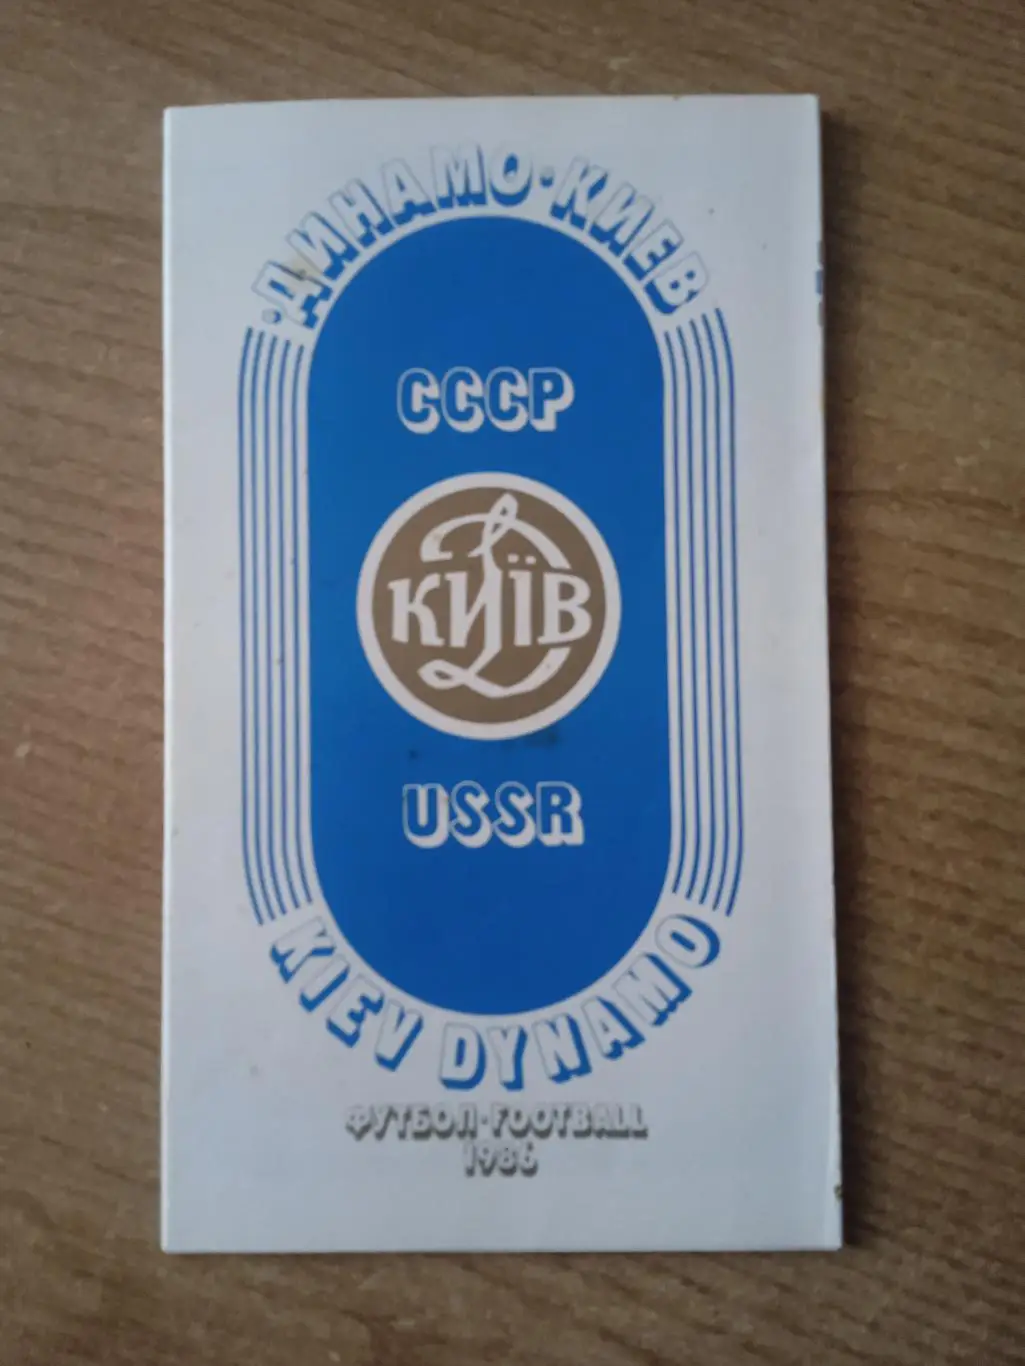 ·ДИНАМО·КИЕВ
СССР
Д
КИЇВ
USSR
KIEV DYNAMO
ФУТБОЛ·FOOTBALL
1986